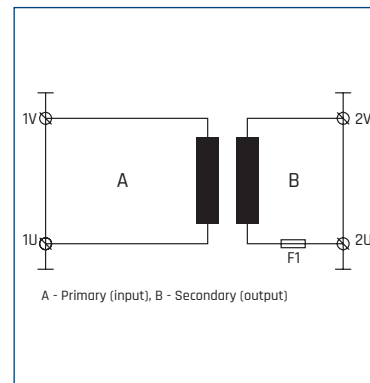 1V 2V
A B
1U 2U
F1
A - Primary (input), B - Secondary (output)